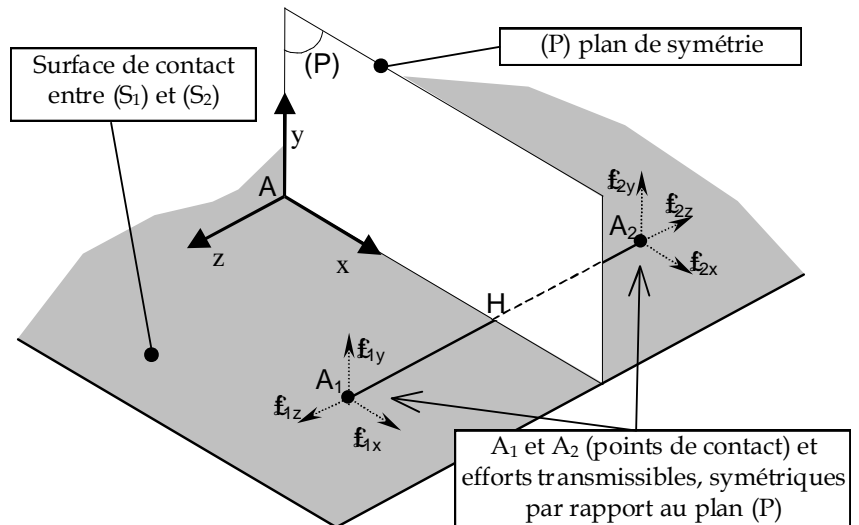 (P) plan de symétrie
Surface de contact
entre (S₁) et (S₂)
(P)
y
A
z
x
f₂y
f₂z
A₂
f₂x
H
f₁y
A₁
f₁z
f₁x
A₁ et A₂ (points de contact) et
efforts transmissibles, symétriques
par rapport au plan (P)